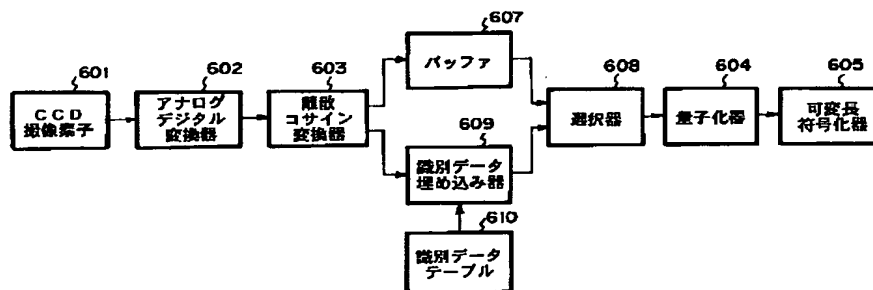 601
CCD
撮像素子
602
アナログ
デジタル
変換器
603
離散
コサイン
変換器
607
バッファ
609
識別データ
埋め込み器
610
識別データ
テーブル
608
選択器
604
量子化器
605
可変長
符号化器